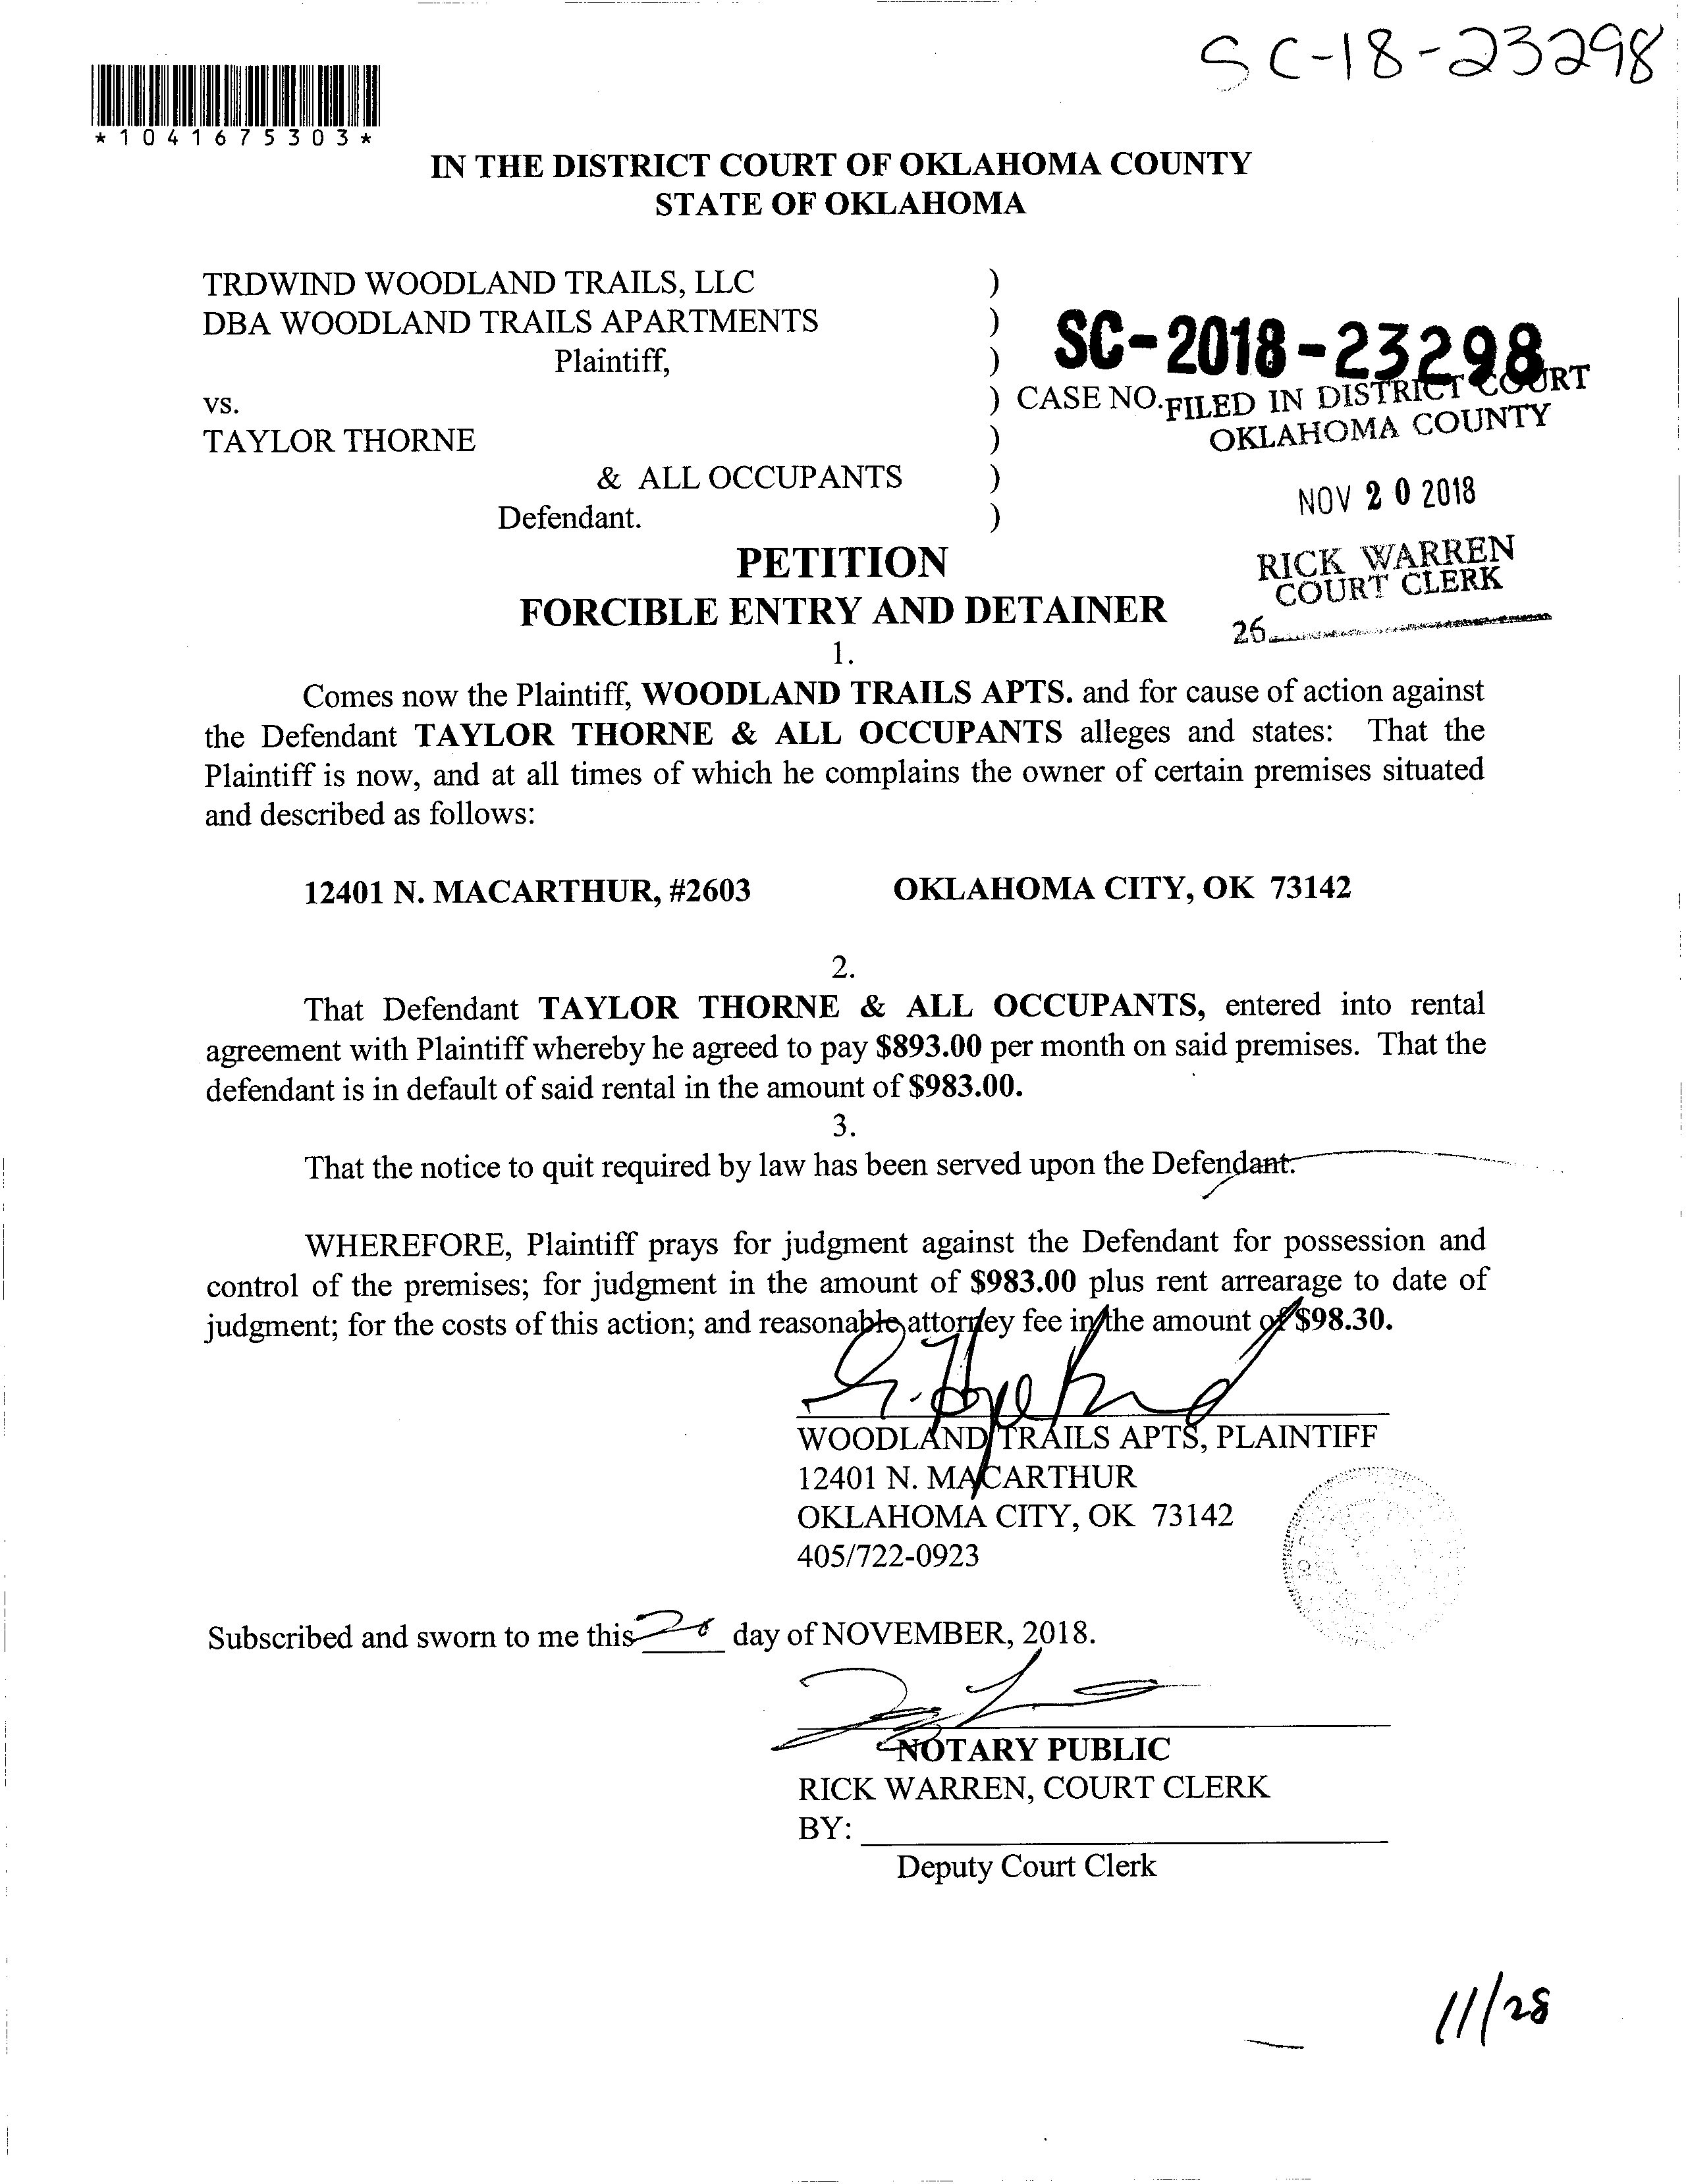 SC-18-23298
*1041675303*
IN THE DISTRICT COURT OF OKLAHOMA COUNTY
STATE OF OKLAHOMA
TRDWIND WOODLAND TRAILS, LLC )
DBA WOODLAND TRAILS APARTMENTS )
Plaintiff, )
SC-2018-23298
vs. ) CASE NO.
FILED IN DISTRICT COURT
OKLAHOMA COUNTY
TAYLOR THORNE )
& ALL OCCUPANTS )
Defendant. )
NOV 20 2018
RICK WARREN
COURT CLERK
26
PETITION
FORCIBLE ENTRY AND DETAINER
1.
Comes now the Plaintiff, WOODLAND TRAILS APTS. and for cause of action against
the Defendant TAYLOR THORNE & ALL OCCUPANTS alleges and states: That the
Plaintiff is now, and at all times of which he complains the owner of certain premises situated
and described as follows:
12401 N. MACARTHUR, #2603 OKLAHOMA CITY, OK 73142
2.
That Defendant TAYLOR THORNE & ALL OCCUPANTS, entered into rental
agreement with Plaintiff whereby he agreed to pay $893.00 per month on said premises. That the
defendant is in default of said rental in the amount of $983.00.
3.
That the notice to quit required by law has been served upon the Defendant.
WHEREFORE, Plaintiff prays for judgment against the Defendant for possession and
control of the premises; for judgment in the amount of $983.00 plus rent arrearage to date of
judgment; for the costs of this action; and reasonable attorney fee in the amount of $98.30.
WOODLAND TRAILS APTS, PLAINTIFF
12401 N. MACARTHUR
OKLAHOMA CITY, OK 73142
405/722-0923
Subscribed and sworn to me this 20 day of NOVEMBER, 2018.
NOTARY PUBLIC
RICK WARREN, COURT CLERK
BY:
Deputy Court Clerk
11/28